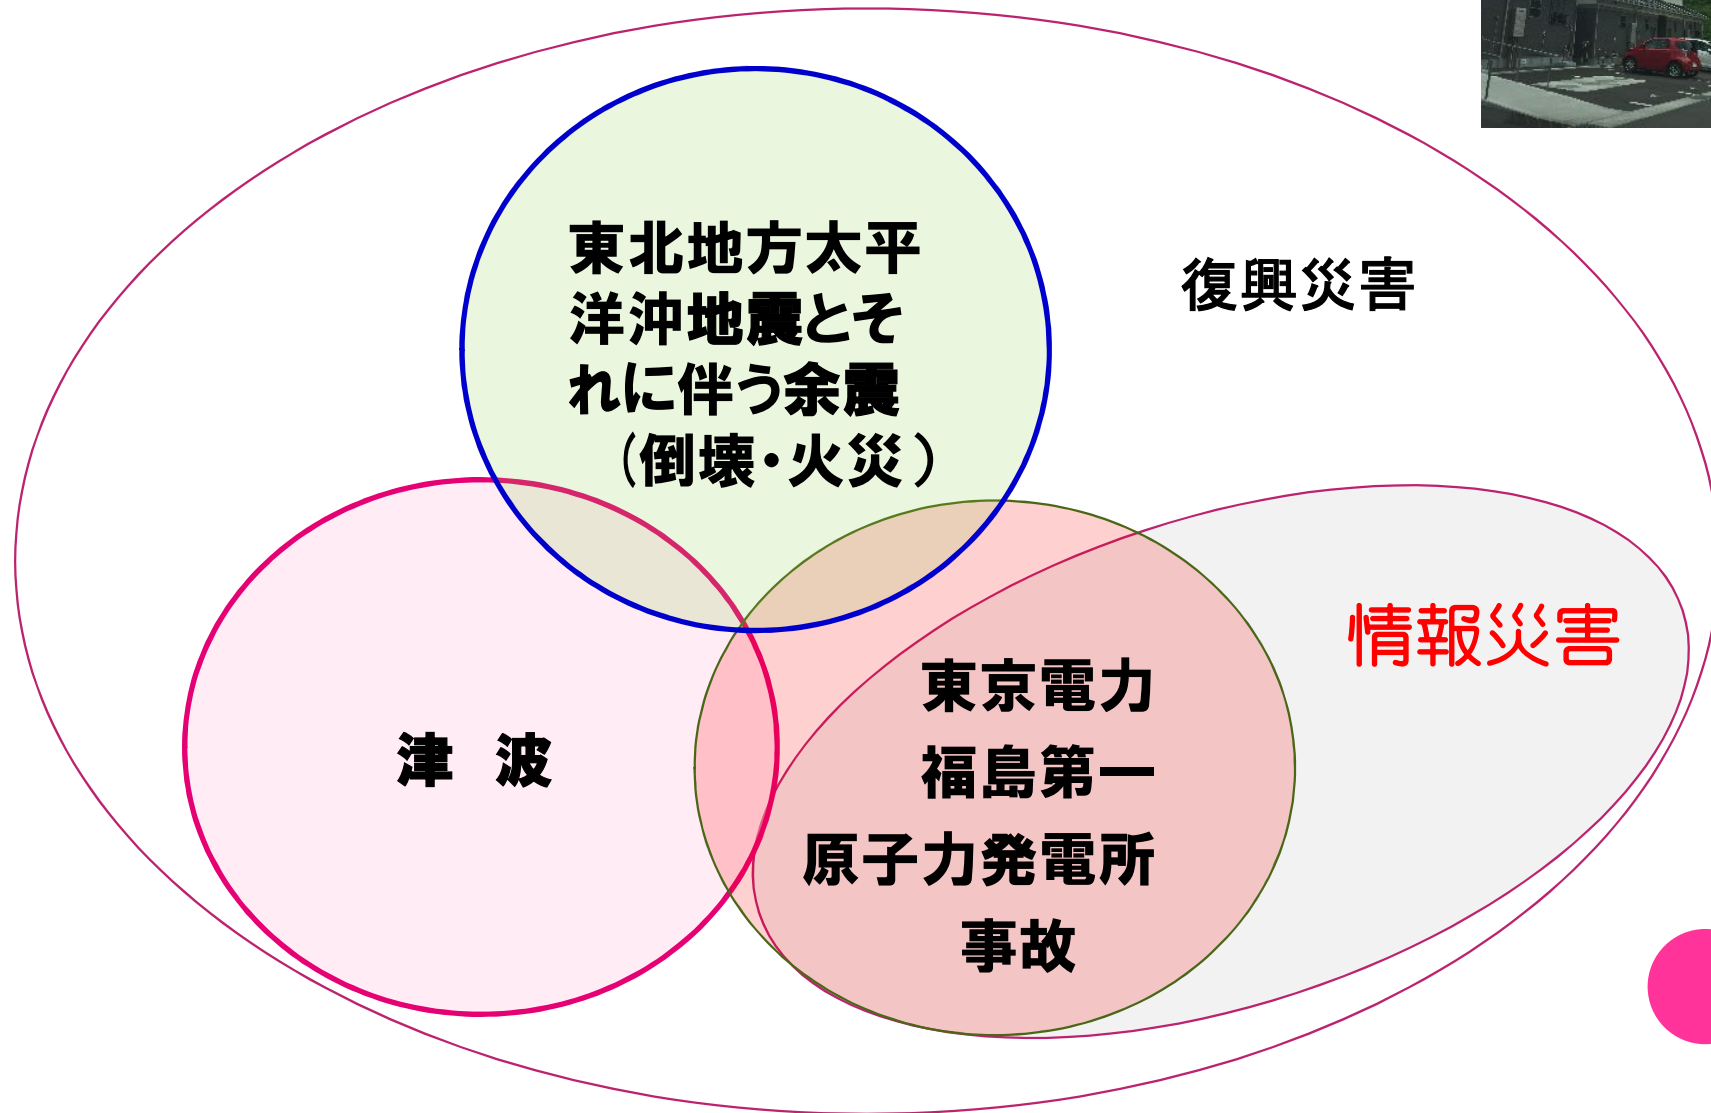 東北地方太平
洋沖地震とそ
れに伴う余震
（倒壊・火災）
復興災害
情報災害
津　波
東京電力
福島第一
原子力発電所
事故